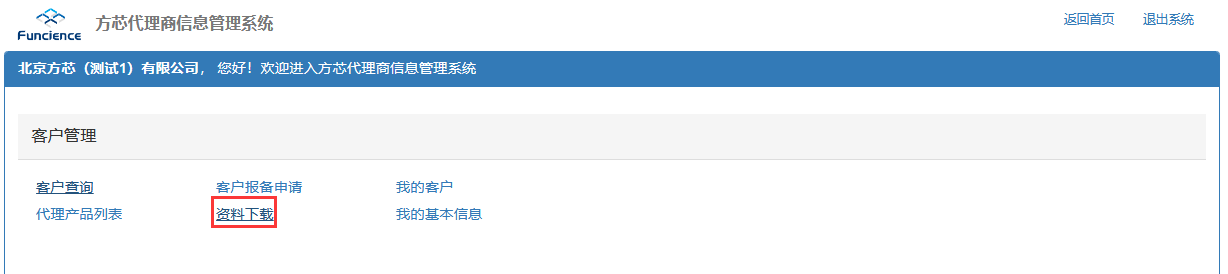 Funcience 方芯代理商信息管理系统 返回首页 退出系统
北京方芯（测试1）有限公司， 您好！欢迎进入方芯代理商信息管理系统
客户管理
客户查询 客户报备申请 我的客户
代理产品列表 资料下载 我的基本信息